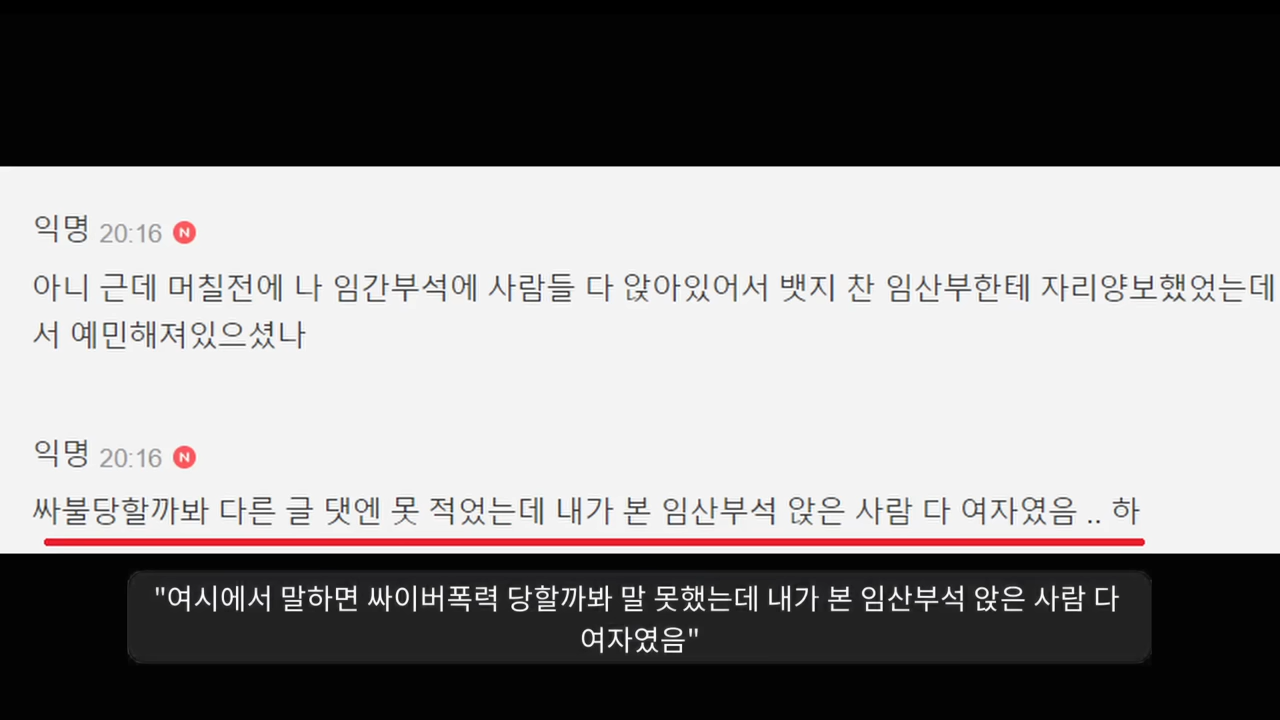 익명 20:16 N
아니 근데 머칠전에 나 임간부석에 사람들 다 앉아있어서 뱃지 찬 임산부한테 자리양보했었는데
서 예민해져있으셨나
익명 20:16 N
싸불당할까봐 다른 글 댓엔 못 적었는데 내가 본 임산부석 앉은 사람 다 여자였음 .. 하
"여시에서 말하면 싸이버폭력 당할까봐 말 못했는데 내가 본 임산부석 앉은 사람 다
여자였음"